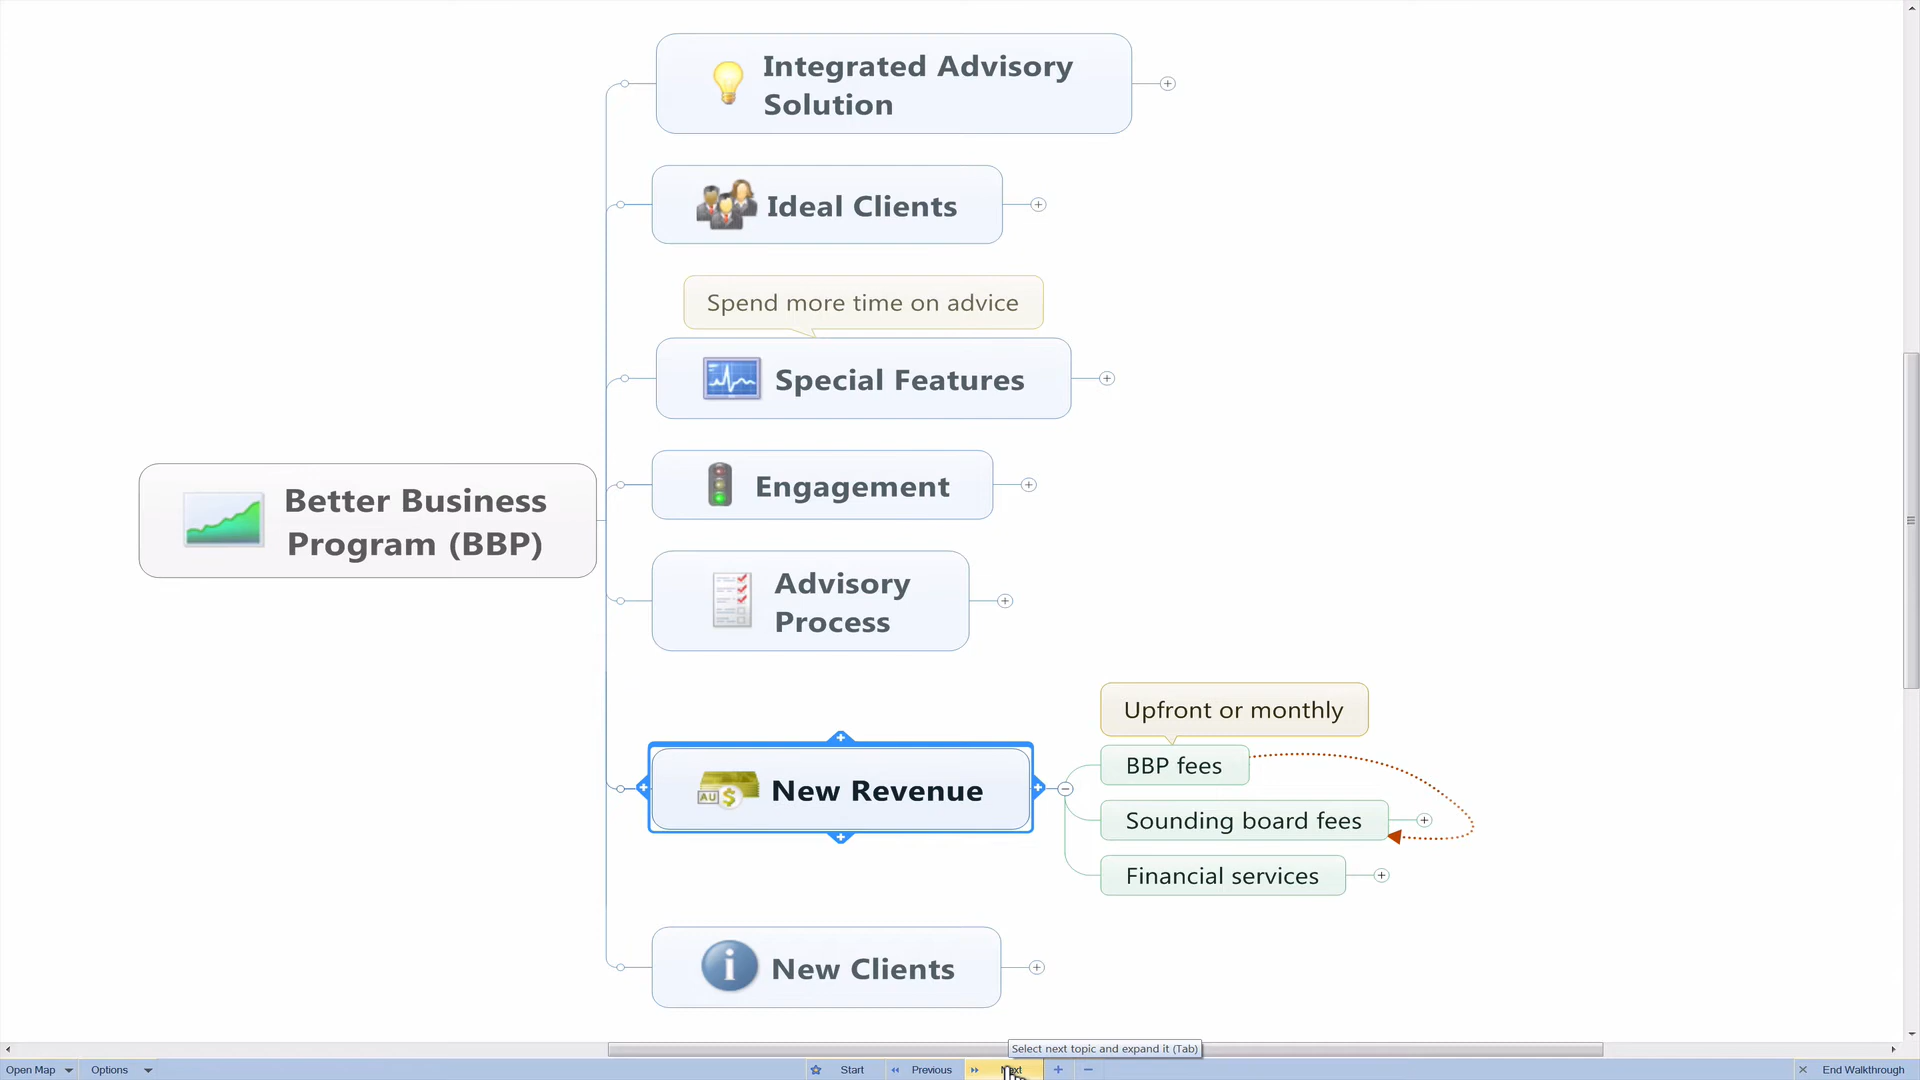 Integrated Advisory
Solution
Ideal Clients
Spend more time on advice
Special Features
Engagement
Better Business
Program (BBP)
Advisory
Process
Upfront or monthly
BBP fees
AU $
New Revenue
Sounding board fees
Financial services
i
New Clients
Select next topic and expand it (Tab)
Open Map
Options
Start
Previous
Next
End Walkthrough